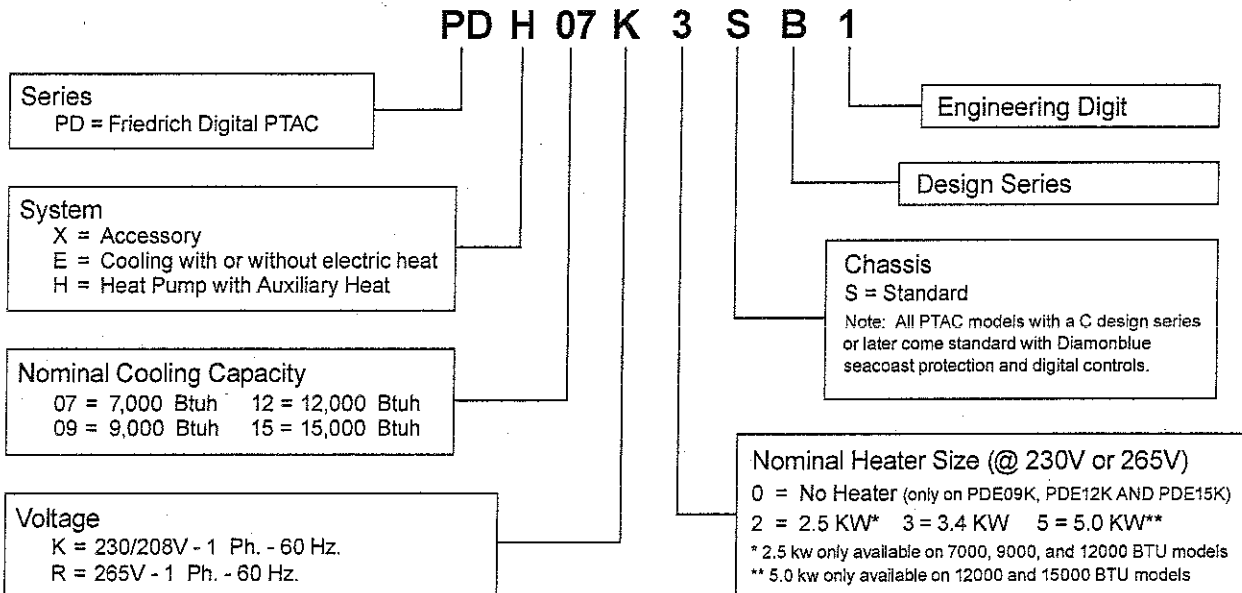 PD H 07 K 3 S B 1
Series
PD = Friedrich Digital PTAC
System
X = Accessory
E = Cooling with or without electric heat
H = Heat Pump with Auxiliary Heat
Nominal Cooling Capacity
07 = 7,000 Btuh 12 = 12,000 Btuh
09 = 9,000 Btuh 15 = 15,000 Btuh
Voltage
K = 230/208V - 1 Ph. - 60 Hz.
R = 265V - 1 Ph. - 60 Hz.
Engineering Digit
Design Series
Chassis
S = Standard
Note: All PTAC models with a C design series
or later come standard with Diamonblue
seacoast protection and digital controls.
Nominal Heater Size (@ 230V or 265V)
0 = No Heater (only on PDE09K, PDE12K AND PDE15K)
2 = 2.5 KW* 3 = 3.4 KW 5 = 5.0 KW**
* 2.5 kw only available on 7000, 9000, and 12000 BTU models
** 5.0 kw only available on 12000 and 15000 BTU models